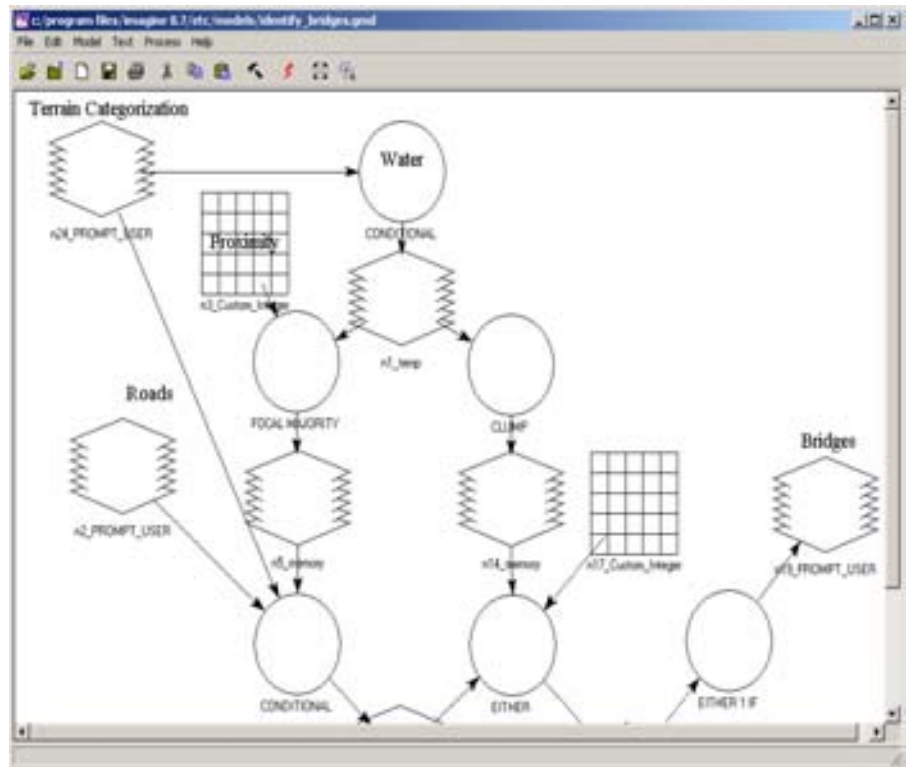 c:/program files/imagine 8.7/etc/models/identify_bridges.gmd
File Edit Model Text Process Help
Terrain Categorization
Water
n24_PROMPT_USER
CONDITIONAL
Proximity
n3_Custom_Integer
n1_temp
Roads
FOCAL MAJORITY
CLUMP
Bridges
n2_PROMPT_USER
n5_memory
n14_memory
n17_Custom_Integer
n19_PROMPT_USER
CONDITIONAL
EITHER
EITHER 1 IF